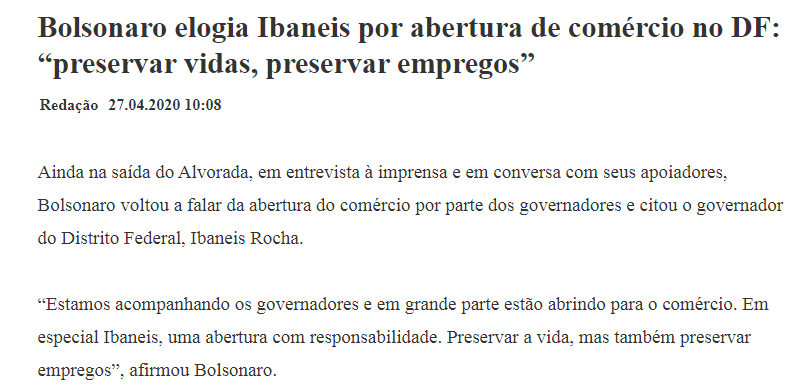 Bolsonaro elogia Ibaneis por abertura de comércio no DF:
“preservar vidas, preservar empregos”
Redação 27.04.2020 10:08
Ainda na saída do Alvorada, em entrevista à imprensa e em conversa com seus apoiadores,
Bolsonaro voltou a falar da abertura do comércio por parte dos governadores e citou o governador
do Distrito Federal, Ibaneis Rocha.
“Estamos acompanhando os governadores e em grande parte estão abrindo para o comércio. Em
especial Ibaneis, uma abertura com responsabilidade. Preservar a vida, mas também preservar
empregos”, afirmou Bolsonaro.